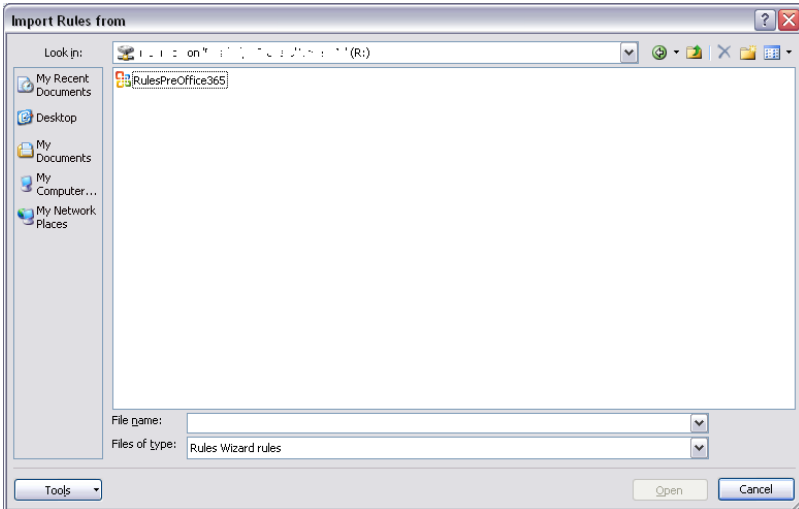 Import Rules from
Look in:
on (R:)
My Recent
Documents
RulesPreOffice365
Desktop
My
Documents
My
Computer...
My Network
Places
File name:
Files of type:
Rules Wizard rules
Tools
Open
Cancel